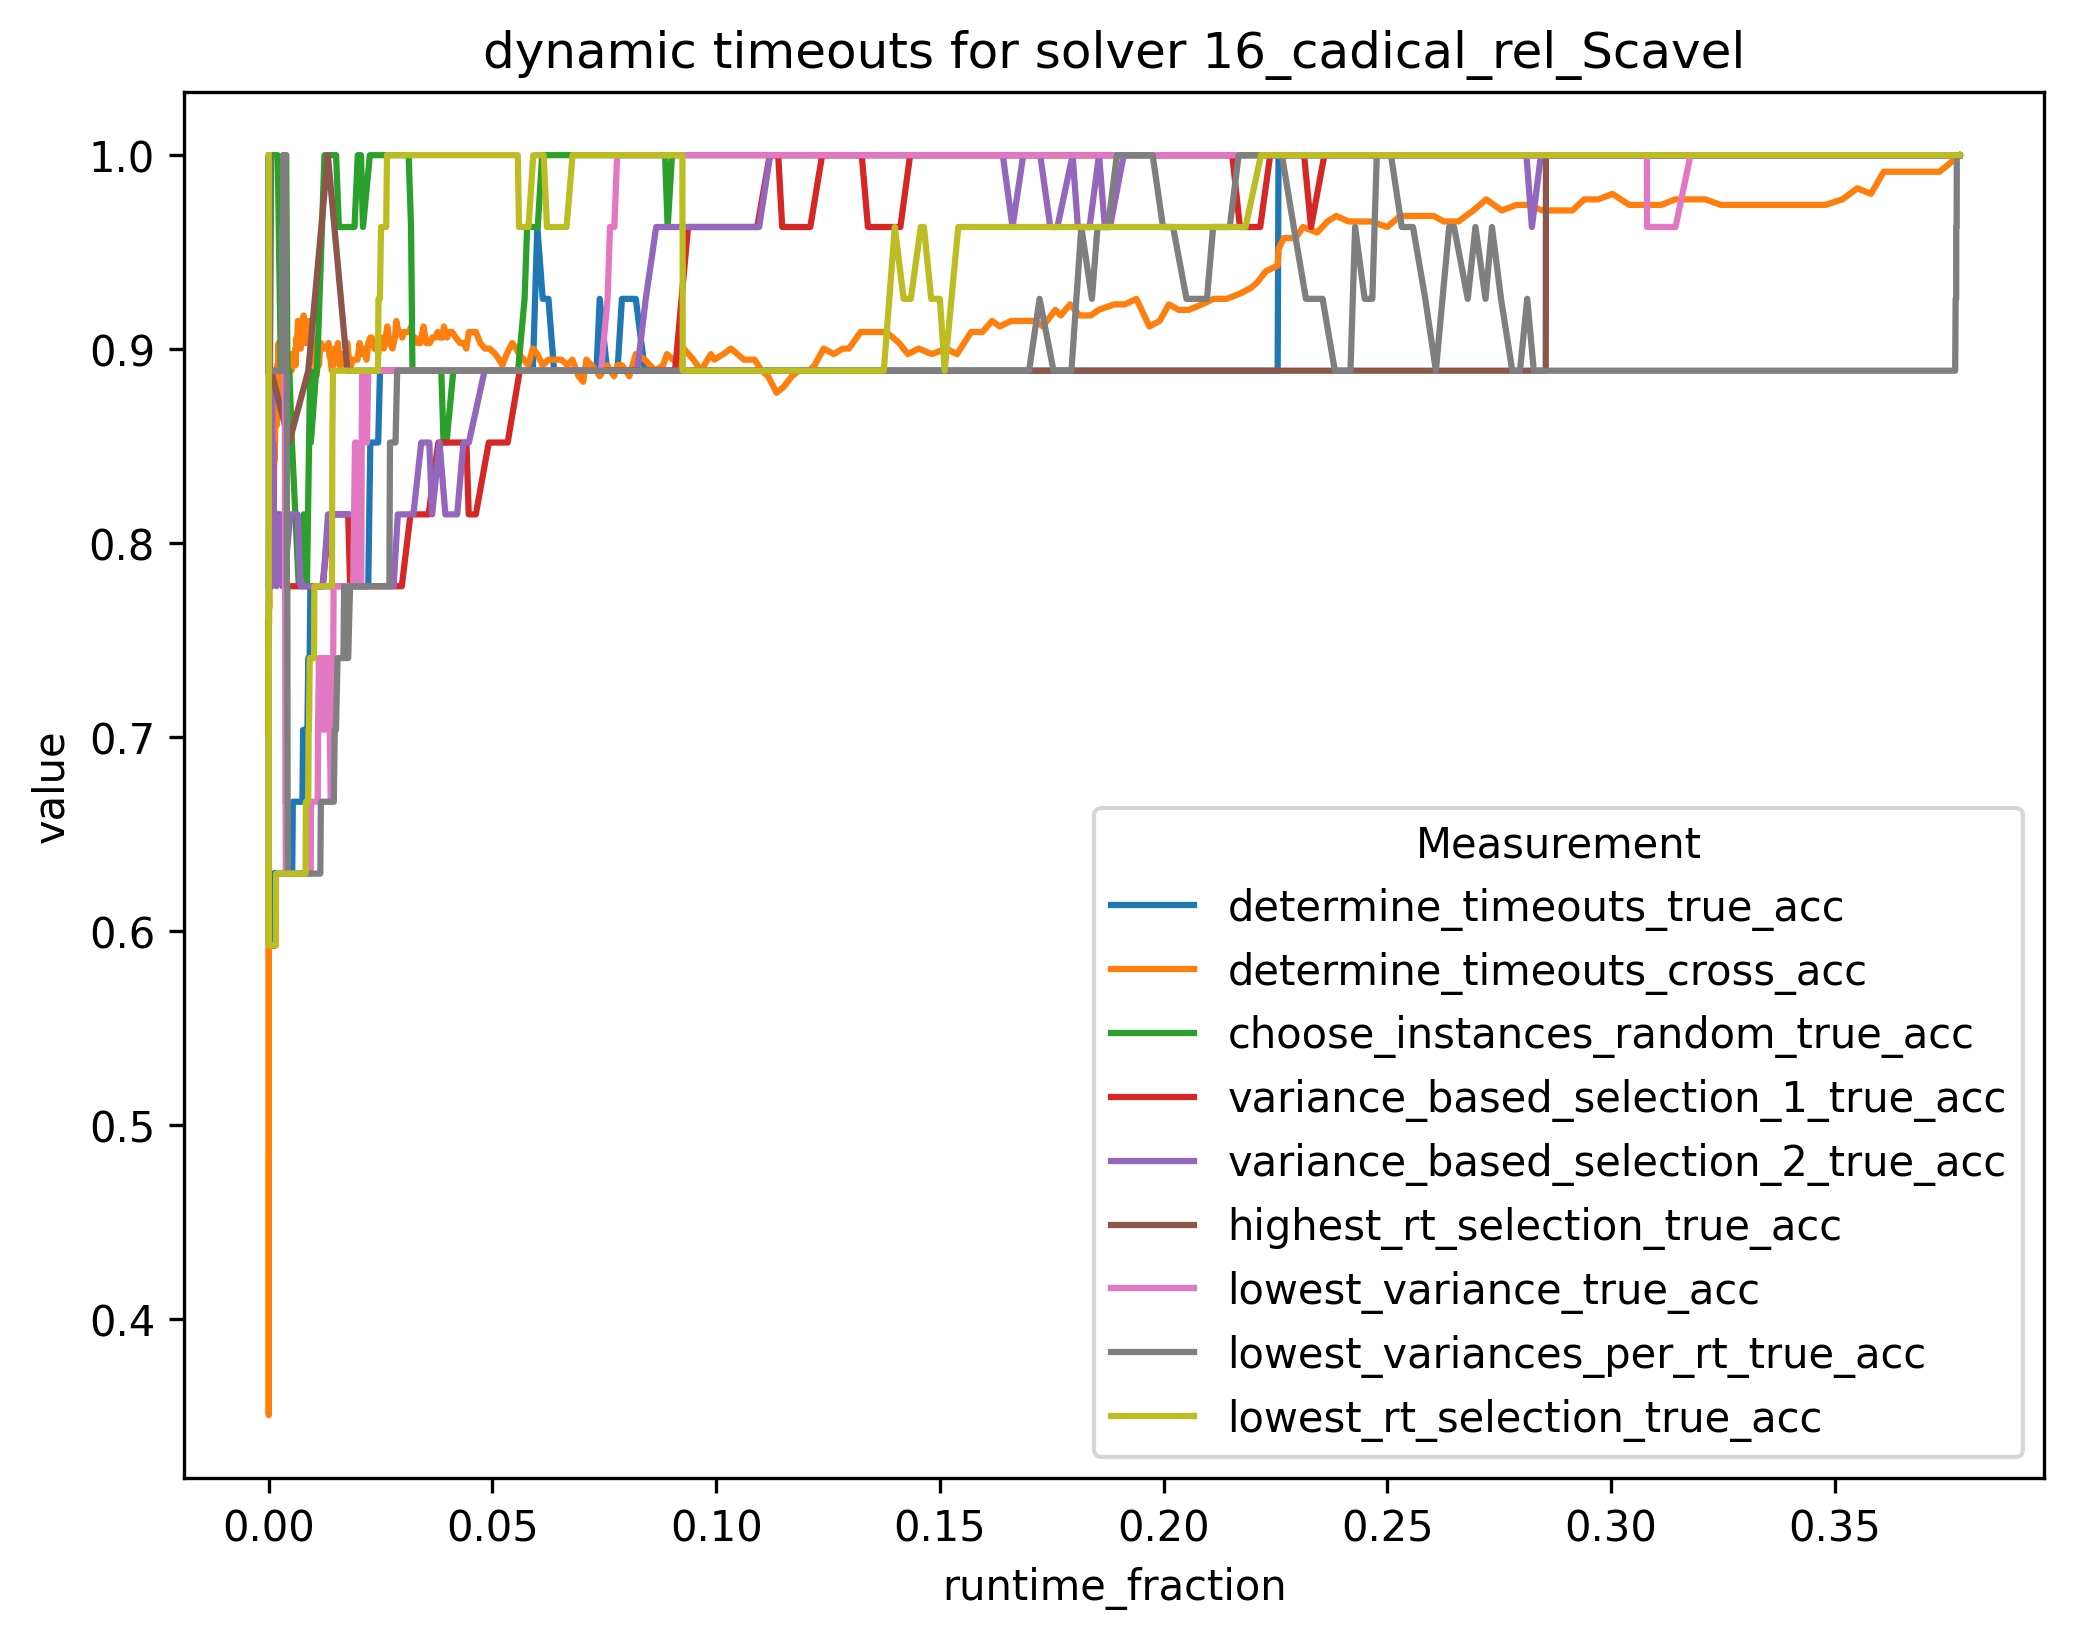 dynamic timeouts for solver 16_cadical_rel_Scavel
1.0
0.9
0.8
0.7
0.6
0.5
0.4
value
Measurement
determine_timeouts_true_acc
determine_timeouts_cross_acc
choose_instances_random_true_acc
variance_based_selection_1_true_acc
variance_based_selection_2_true_acc
highest_rt_selection_true_acc
lowest_variance_true_acc
lowest_variances_per_rt_true_acc
lowest_rt_selection_true_acc
0.00 0.05 0.10 0.15 0.20 0.25 0.30 0.35
runtime_fraction